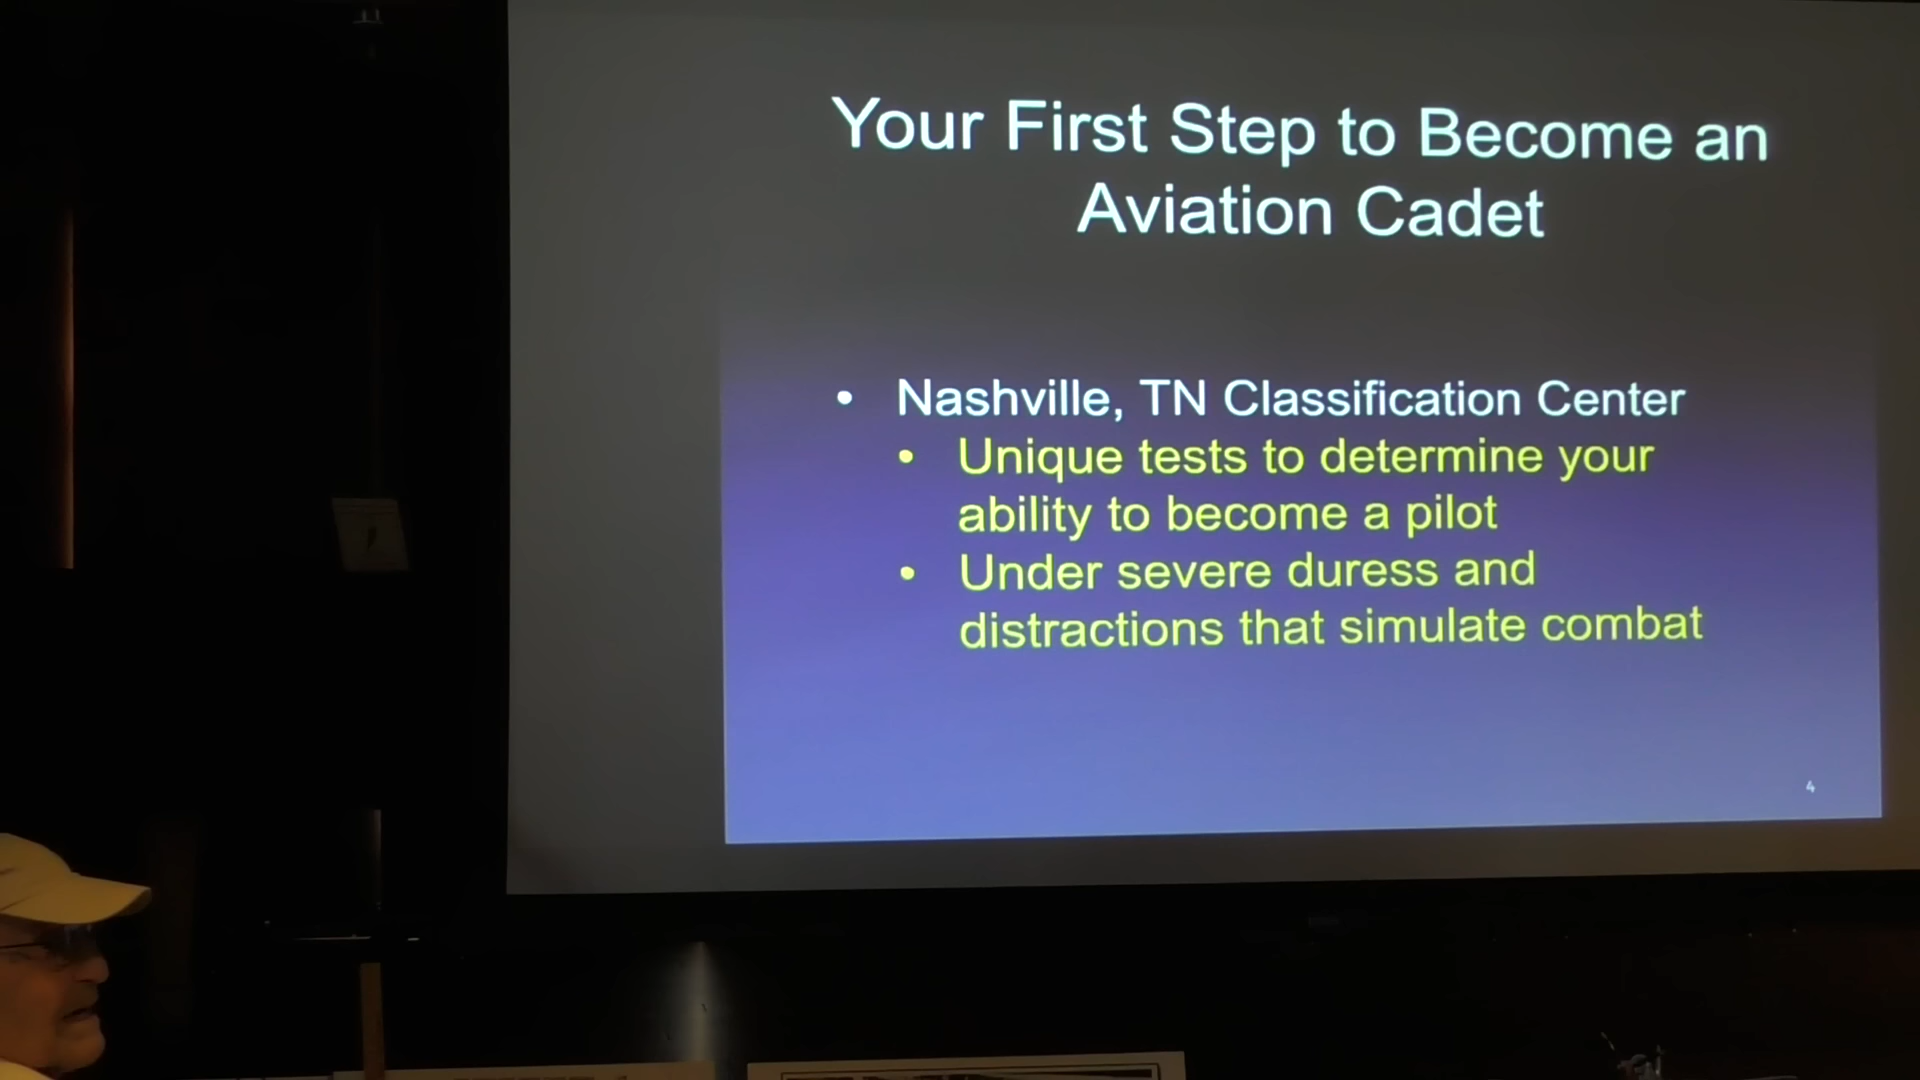 Your First Step to Become an
Aviation Cadet
• Nashville, TN Classification Center
• Unique tests to determine your
ability to become a pilot
• Under severe duress and
distractions that simulate combat
4